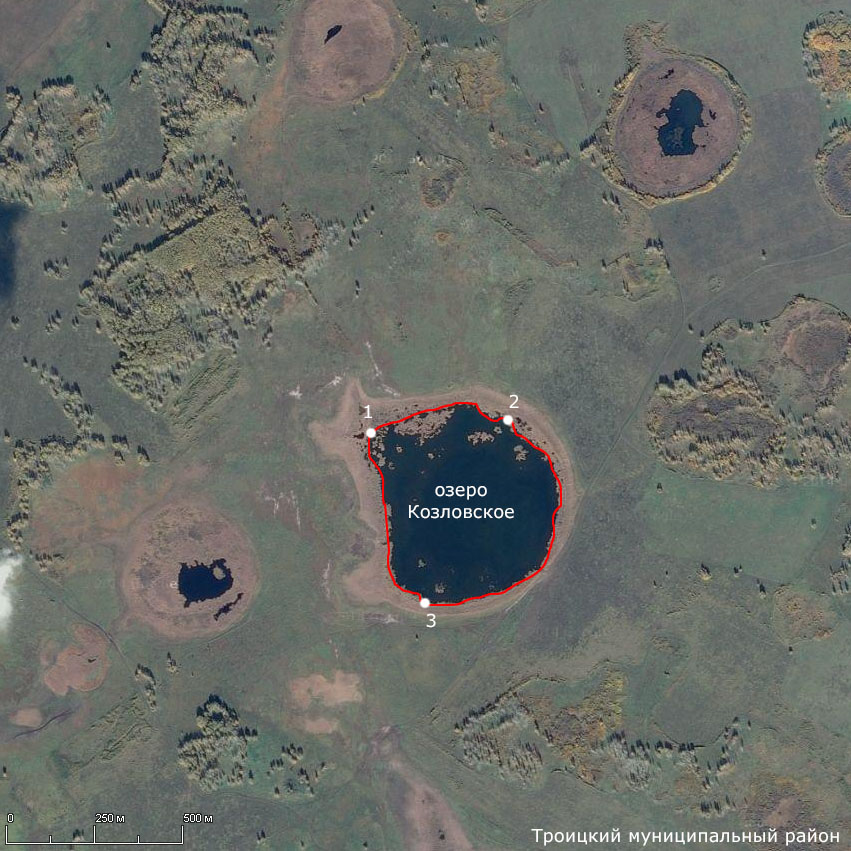 1
2
озеро
Козловское
3
0 250 м 500 м
Троицкий муниципальный район